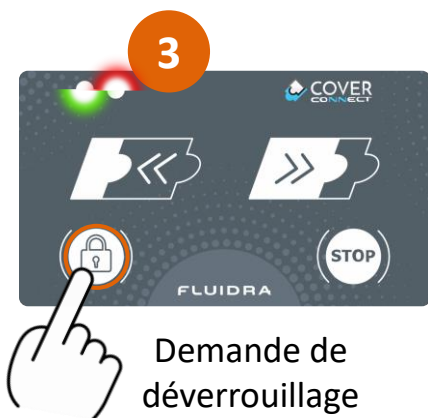 3
COVER
CONNECT
STOP
FLUIDRA
Demande de
déverrouillage